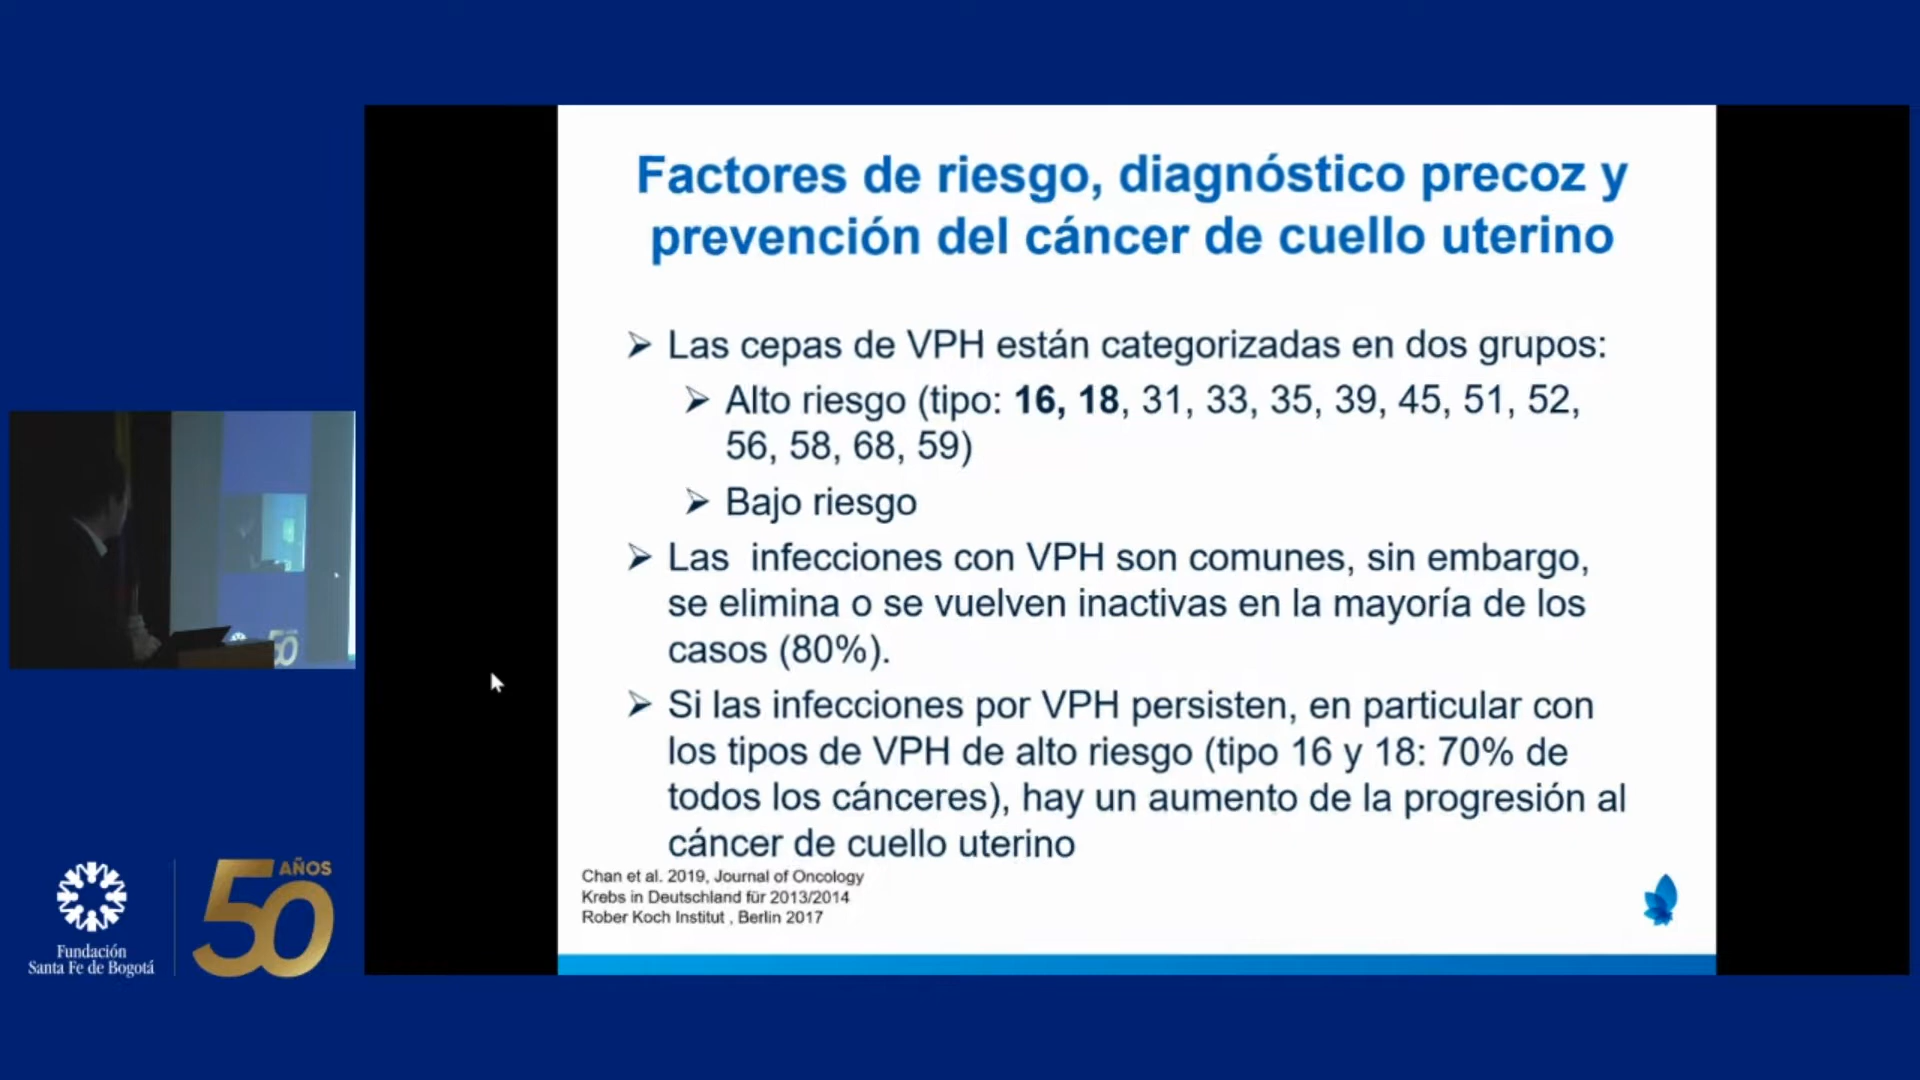 Factores de riesgo, diagnóstico precoz y
prevención del cáncer de cuello uterino
Las cepas de VPH están categorizadas en dos grupos:
Alto riesgo (tipo: 16, 18, 31, 33, 35, 39, 45, 51, 52,
56, 58, 68, 59)
Bajo riesgo
Las infecciones con VPH son comunes, sin embargo,
se elimina o se vuelven inactivas en la mayoría de los
casos (80%).
Si las infecciones por VPH persisten, en particular con
los tipos de VPH de alto riesgo (tipo 16 y 18: 70% de
todos los cánceres), hay un aumento de la progresión al
cáncer de cuello uterino
Chan et al. 2019, Journal of Oncology
Krebs in Deutschland für 2013/2014
Rober Koch Institut , Berlin 2017
50
Fundación
Santa Fe de Bogotá
50 AÑOS